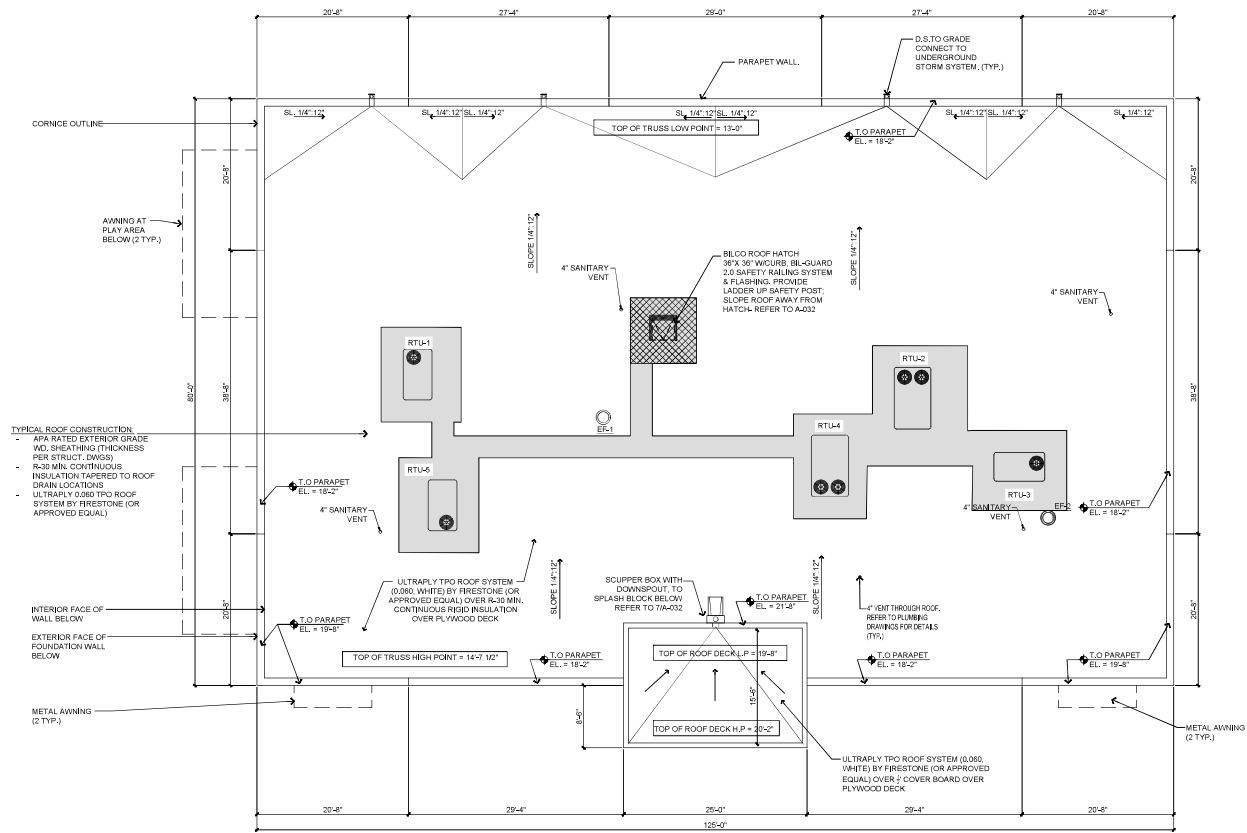 20'-8"
27'-4"
29'-0"
27'-4"
20'-8"
PARAPET WALL.
D.S.TO GRADE
CONNECT TO
UNDERGROUND
STORM SYSTEM. (TYP.)
CORNICE OUTLINE
SL. 1/4":12"
SL. 1/4":12"
SL. 1/4":12"
SL. 1/4":12"
SL. 1/4":12"
SL. 1/4":12"
SL. 1/4":12"
SL. 1/4":12"
TOP OF TRUSS LOW POINT = 13'-0"
T.O PARAPET
EL. = 18'-2"
20'-8"
20'-8"
AWNING AT
PLAY AREA
BELOW (2 TYP.)
SLOPE 1/4":12"
SLOPE 1/4":12"
4" SANITARY
VENT
BILCO ROOF HATCH
36"X 36" W/CURB, BIL-GUARD
2.0 SAFETY RAILING SYSTEM
& FLASHING. PROVIDE
LADDER UP SAFETY POST;
SLOPE ROOF AWAY FROM
HATCH- REFER TO A-032
4" SANITARY
VENT
RTU-1
RTU-2
80'-0"
38'-8"
38'-8"
EF-1
RTU-4
TYPICAL ROOF CONSTRUCTION:
- APA RATED EXTERIOR GRADE
WD. SHEATHING (THICKNESS
PER STRUCT. DWGS)
- R-30 MIN. CONTINUOUS
INSULATION TAPERED TO ROOF
DRAIN LOCATIONS
- ULTRAPLY 0.060 TPO ROOF
SYSTEM BY FIRESTONE (OR
APPROVED EQUAL)
RTU-5
RTU-3
T.O PARAPET
EL. = 18'-2"
4" SANITARY
VENT
4" SANITARY
VENT
EF-2
T.O PARAPET
EL. = 18'-2"
ULTRAPLY TPO ROOF SYSTEM
(0.060, WHITE) BY FIRESTONE (OR
APPROVED EQUAL) OVER R-30 MIN.
CONTINUOUS RIGID INSULATION
OVER PLYWOOD DECK
SLOPE 1/4":12"
SCUPPER BOX WITH
DOWNSPOUT, TO
SPLASH BLOCK BELOW
REFER TO 7/A-032
SLOPE 1/4":12"
T.O PARAPET
EL. = 21'-8"
4" VENT THROUGH ROOF.
REFER TO PLUMBING
DRAWINGS FOR DETAILS
(TYP.)
20'-8"
20'-8"
INTERIOR FACE OF
WALL BELOW
T.O PARAPET
EL. = 19'-8"
EXTERIOR FACE OF
FOUNDATION WALL
BELOW
TOP OF TRUSS HIGH POINT = 14'-7 1/2"
T.O PARAPET
EL. = 18'-2"
TOP OF ROOF DECK L.P = 19'-8"
T.O PARAPET
EL. = 18'-2"
T.O PARAPET
EL. = 19'-8"
15'-6"
8'-6"
METAL AWNING
(2 TYP.)
TOP OF ROOF DECK H.P = 20'-2"
METAL AWNING
(2 TYP.)
ULTRAPLY TPO ROOF SYSTEM (0.060,
WHITE) BY FIRESTONE (OR APPROVED
EQUAL) OVER COVER BOARD OVER
PLYWOOD DECK
20'-8"
29'-4"
25'-0"
29'-4"
20'-8"
125'-0"